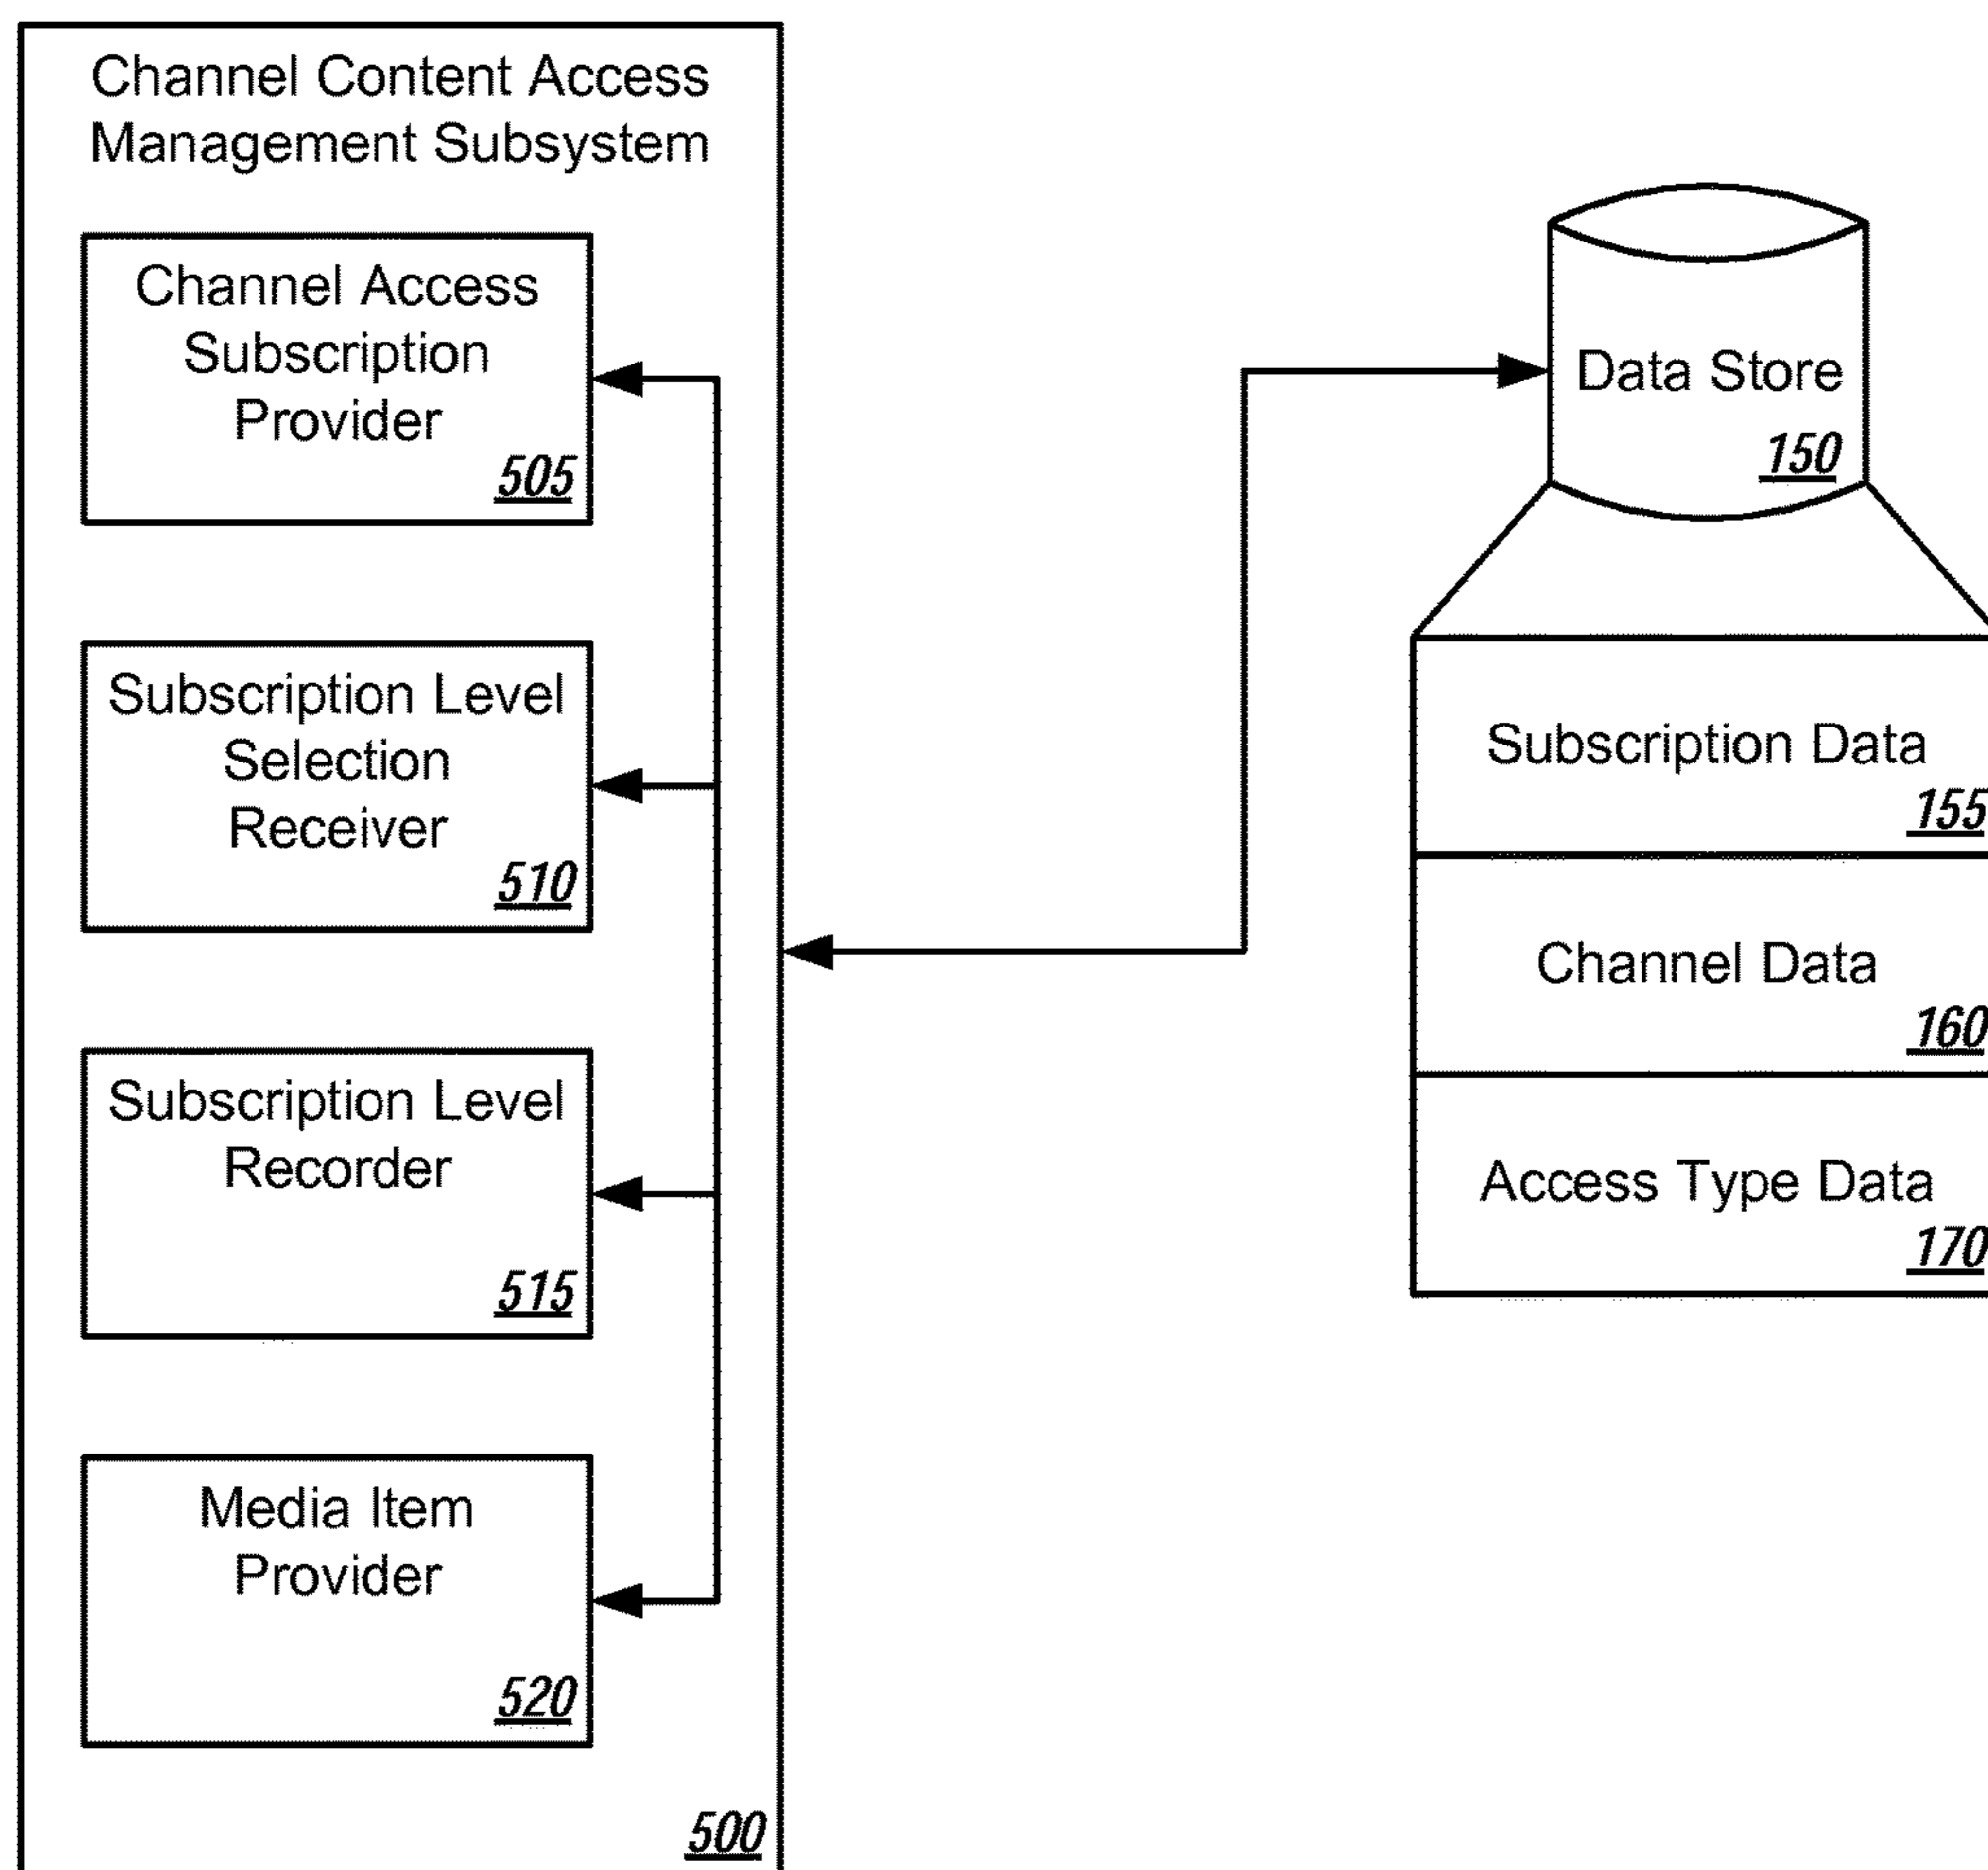 Channel Content Access
Management Subsystem
Channel Access
Subscription
Provider
505
Subscription Level
Selection
Receiver
510
Subscription Level
Recorder
515
Media Item
Provider
520
500
Data Store
150
Subscription Data
155
Channel Data
160
Access Type Data
170